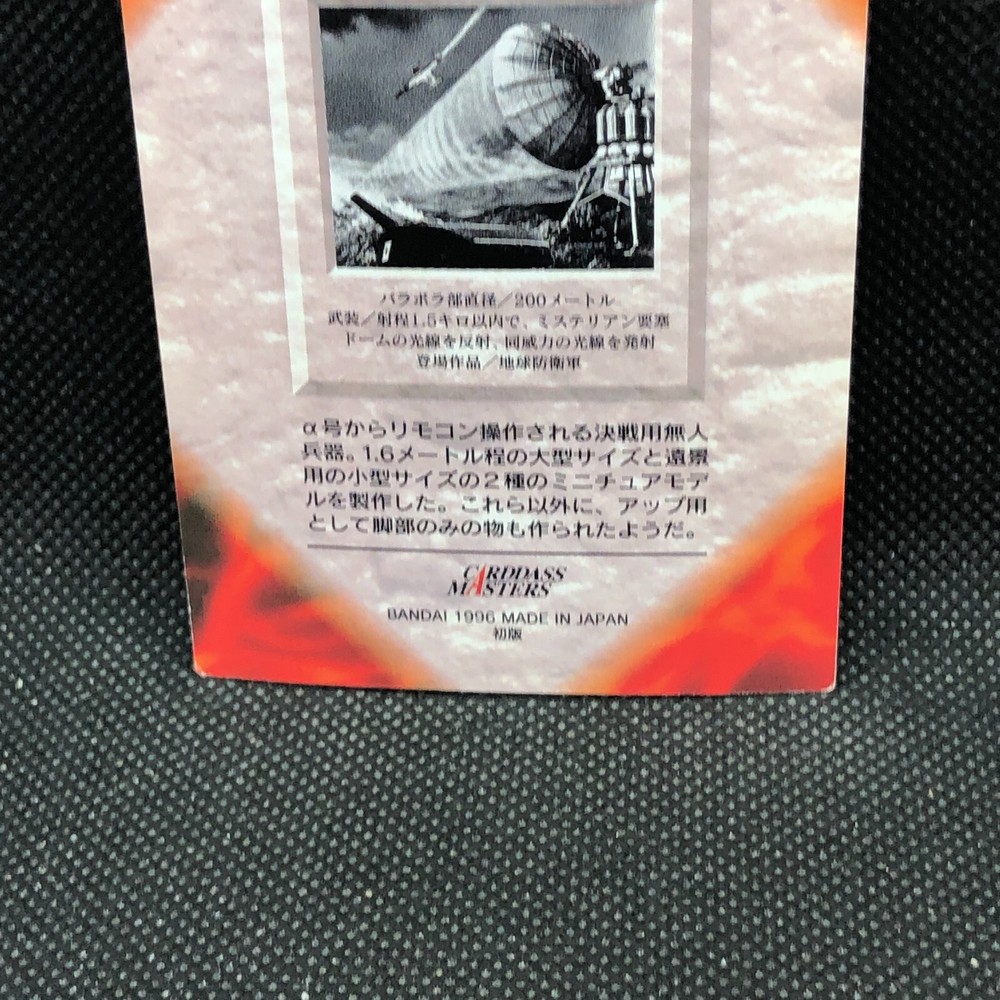 パラボラ部直径／200メートル
武装／射程1.5キロ以内で、ミステリアン要塞
ドームの光線を反射、同威力の光線を発射
登場作品／地球防衛軍
α号からリモコン操作される決戦用無人
兵器。1.6メートル程の大型サイズと遠景
用の小型サイズの2種のミニチュアモデ
ルを製作した。これら以外に、アップ用
として脚部のみの物も作られたようだ。
CARDDASS
MASTERS
BANDAI 1996 MADE IN JAPAN
初版